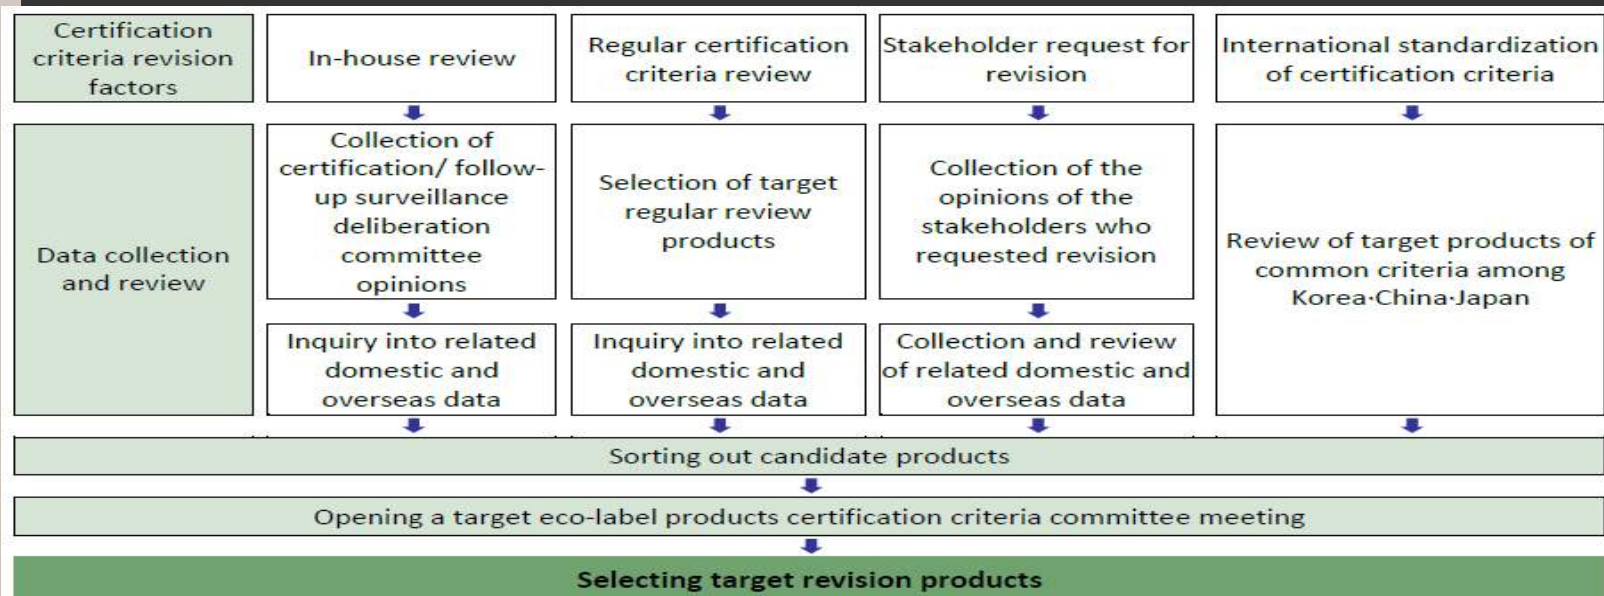 Certification
criteria revision
factors
In-house review
Regular certification
criteria review
Stakeholder request for
revision
International standardization
of certification criteria
Data collection
and review
Collection of
certification/ follow-
up surveillance
deliberation
committee
opinions
Selection of target
regular review
products
Collection of the
opinions of the
stakeholders who
requested revision
Review of target products of
common criteria among
Korea·China·Japan
Inquiry into related
domestic and
overseas data
Inquiry into related
domestic and
overseas data
Collection and review
of related domestic and
overseas data
Sorting out candidate products
Opening a target eco-label products certification criteria committee meeting
Selecting target revision products